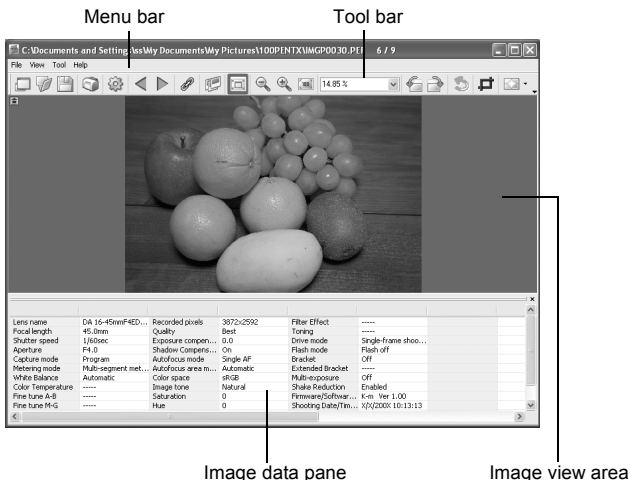 Menu bar Tool bar
C:\Documents and Settings\ss\My Documents\My Pictures\100PENTX\IMGP0030.PEF 6 / 9
File View Tool Help
14.85 %
Lens name DA 16-45mmF4ED... Recorded pixels 3872x2592 Filter Effect -----
Focal length 45.0mm Quality Best Toning -----
Shutter speed 1/60sec Exposure compen... 0.0 Drive mode Single-frame shoo...
Aperture F4.0 Shadow Compens... On Flash mode Flash off
Capture mode Program Autofocus mode Single AF Bracket Off
Metering mode Multi-segment met... Autofocus area m... Automatic Extended Bracket -----
White Balance Automatic Color space sRGB Multi-exposure Off
Color Temperature ----- Image tone Natural Shake Reduction Enabled
Fine tune A-B ----- Saturation 0 Firmware/Softwar... K-m Ver 1.00
Fine tune M-G ----- Hue 0 Shooting Date/Tim... X/X/200X 10:13:13
Image data pane Image view area